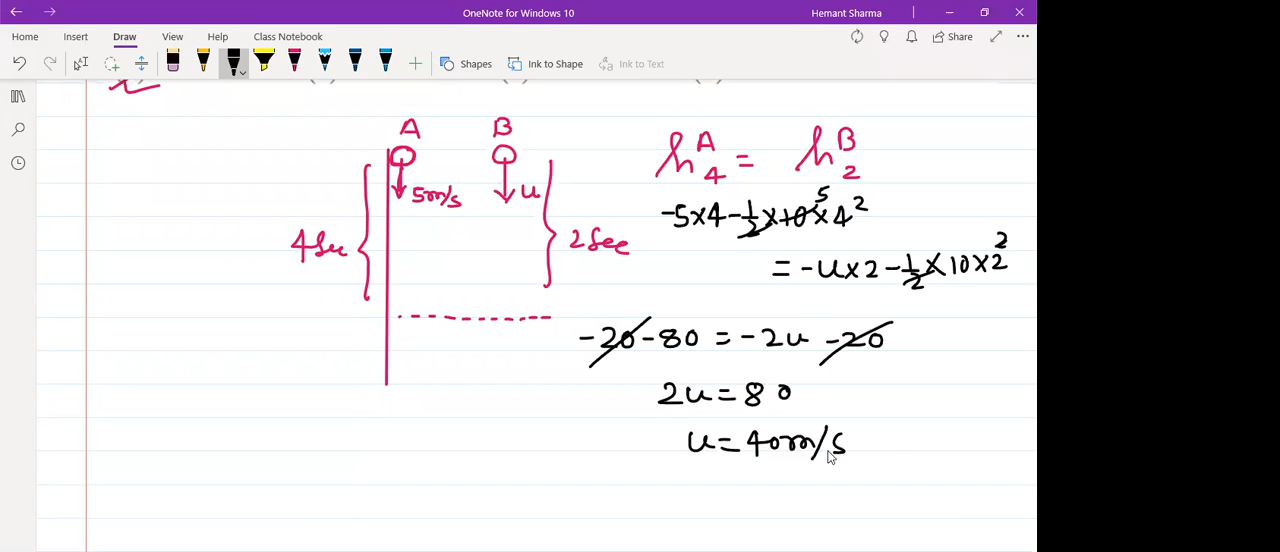 OneNote for Windows 10
Hemant Sharma
Home Insert Draw View Help Class Notebook
Share
Shapes
Ink to Shape
Ink to Text
A B
5m/s
u
4 Sec
2 Sec
h₄ᴬ = h₂ᴮ
-5×4-1/2×10×4² 5
= -u×2-1/2×10×2²
-20-80 = -2u -20
2u = 80
u = 40m/s